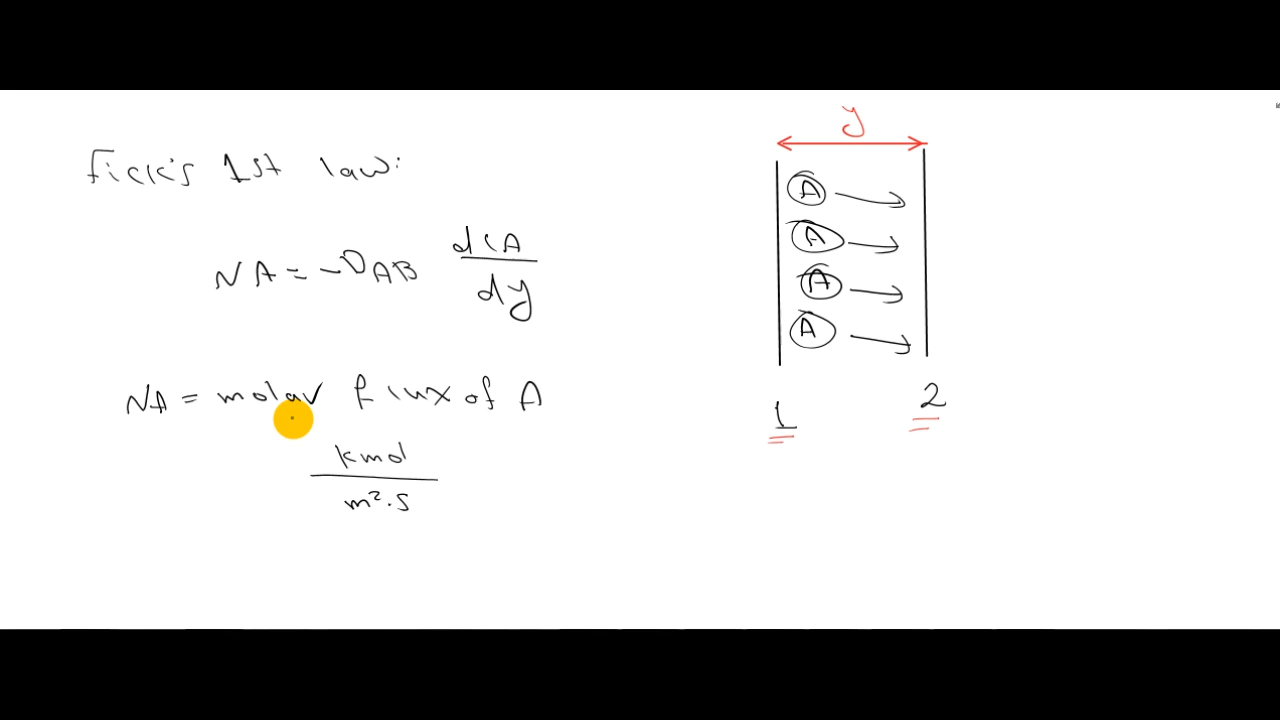 Fick's 1st law:
NA = -DAB dCA
dy
NA = molar flux of A
kmol
m².s
y
A
A
A
A
1
2